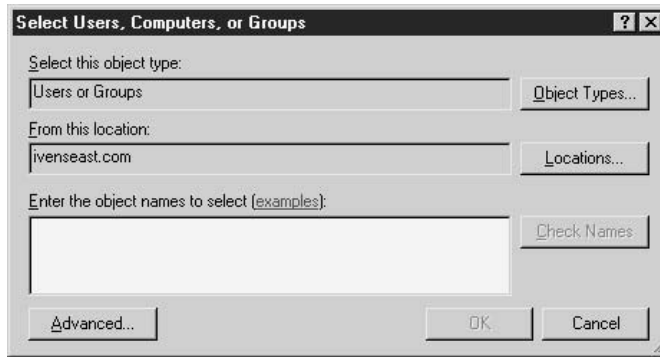 Select Users, Computers, or Groups
Select this object type:
Users or Groups
Object Types...
From this location:
ivenseast.com
Locations...
Enter the object names to select (examples):
Check Names
Advanced...
OK
Cancel